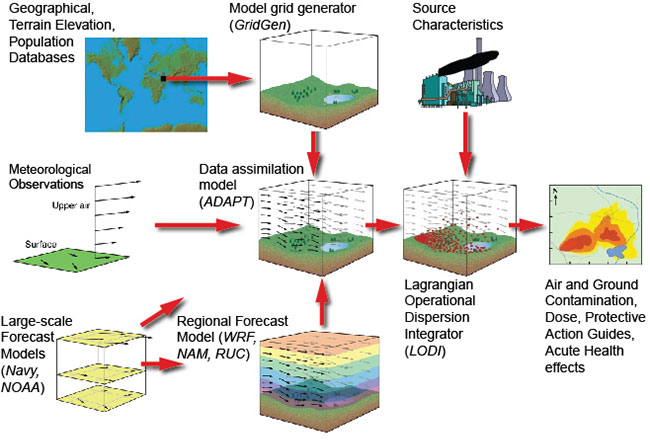 Geographical,
Terrain Elevation,
Population
Databases
Model grid generator
(GridGen)
Source
Characteristics
Meteorological
Observations
Upper air
Surface
Data assimilation
model
(ADAPT)
Lagrangian
Operational
Dispersion
Integrator
(LODI)
N
Air and Ground
Contamination,
Dose, Protective
Action Guides,
Acute Health
effects
Large-scale
Forecast
Models
(Navy,
NOAA)
Regional Forecast
Model (WRF,
NAM, RUC)